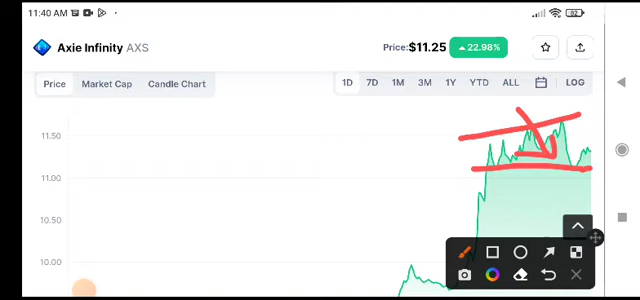 11:40 AM
82
Axie Infinity AXS
Price: $11.25 22.98%
Price Market Cap Candle Chart
1D 7D 1M 3M 1Y YTD ALL LOG
11.50
11.00
10.50
10.00